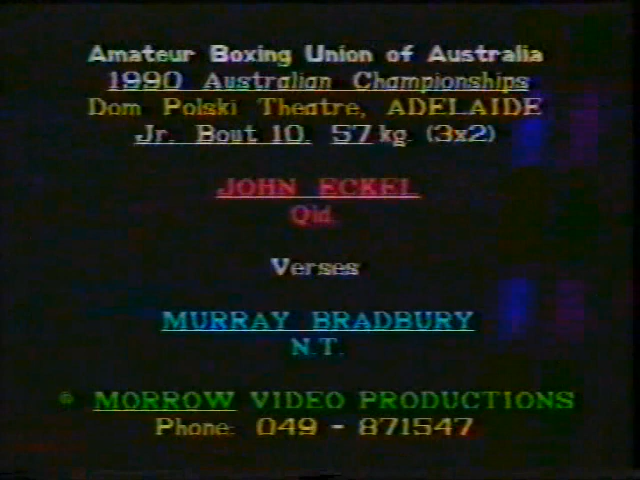 Amateur Boxing Union of Australia
1990 Australian Championships
Dom Polski Theatre, ADELAIDE
Jr. Bout 10. 57 kg. (3x2)
JOHN ECKEL
Qld.
Verses
MURRAY BRADBURY
N.T.
* MORROW VIDEO PRODUCTIONS
Phone: 049 - 871547